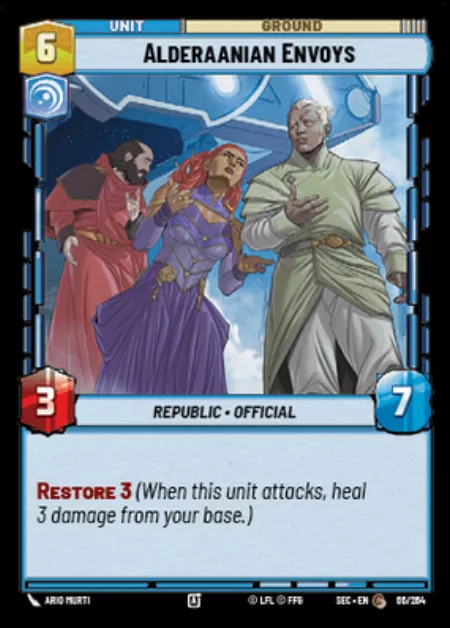 UNIT
GROUND
6
ALDERAANIAN ENVOYS
3
7
REPUBLIC • OFFICIAL
RESTORE 3 (When this unit attacks, heal
3 damage from your base.)
ARIO MURTI
A
© LFL © FFG
SEC • EN
/264